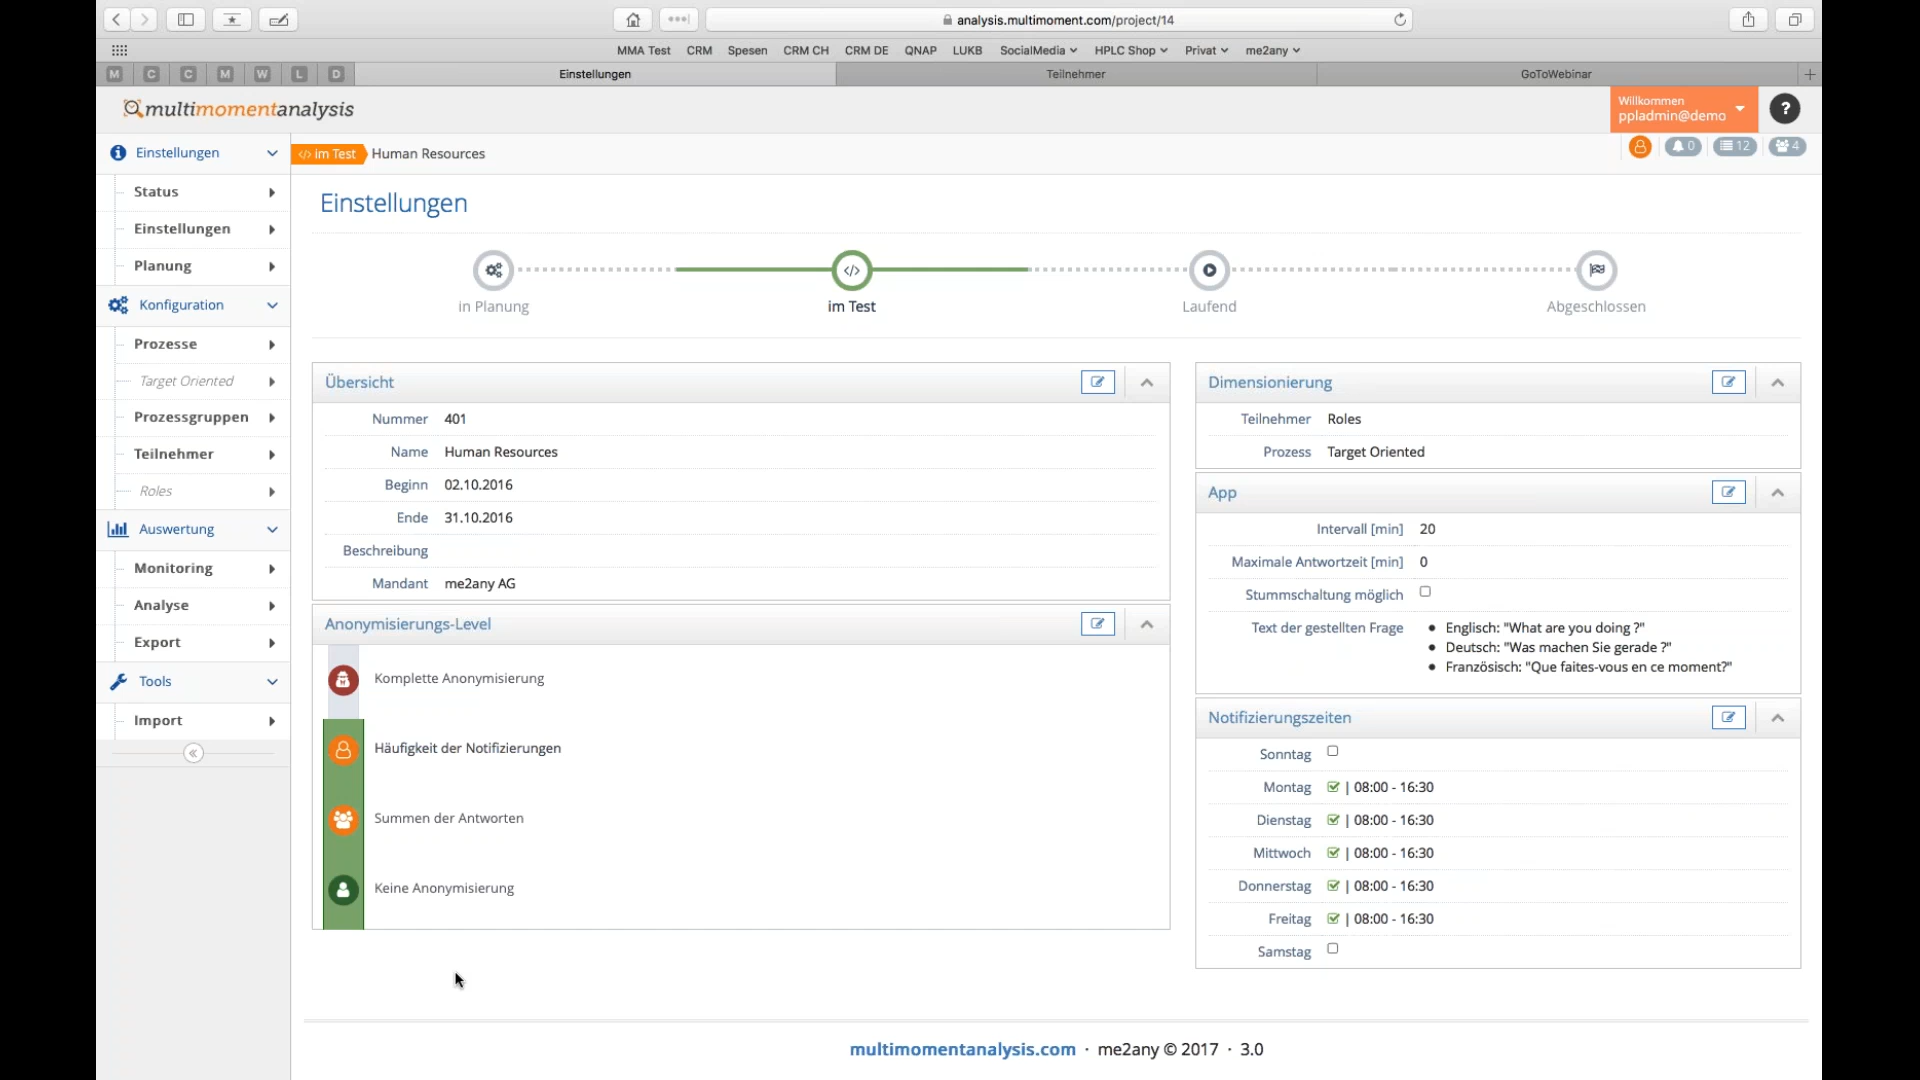 analysis.multimoment.com/project/14
MMA Test CRM Spesen CRM CH CRM DE QNAP LUKB SocialMedia HPLC Shop Privat me2any
M C C M W L D Einstellungen Teilnehmer GoToWebinar
multimomentanalysis
Willkommen
ppladmin@demo
?
Einstellungen
im Test Human Resources
0 12 4
Status
Einstellungen
Planung
Konfiguration
Prozesse
Target Oriented
Prozessgruppen
Teilnehmer
Roles
Auswertung
Monitoring
Analyse
Export
Tools
Import
Einstellungen
in Planung im Test Laufend Abgeschlossen
Übersicht
Nummer 401
Name Human Resources
Beginn 02.10.2016
Ende 31.10.2016
Beschreibung
Mandant me2any AG
Anonymisierungs-Level
Komplette Anonymisierung
Häufigkeit der Notifizierungen
Summen der Antworten
Keine Anonymisierung
Dimensionierung
Teilnehmer Roles
Prozess Target Oriented
App
Intervall [min] 20
Maximale Antwortzeit [min] 0
Stummschaltung möglich
Text der gestellten Frage • Englisch: "What are you doing ?"
• Deutsch: "Was machen Sie gerade ?"
• Französisch: "Que faites-vous en ce moment?"
Notifizierungszeiten
Sonntag
Montag | 08:00 - 16:30
Dienstag | 08:00 - 16:30
Mittwoch | 08:00 - 16:30
Donnerstag | 08:00 - 16:30
Freitag | 08:00 - 16:30
Samstag
multimomentanalysis.com · me2any © 2017 · 3.0